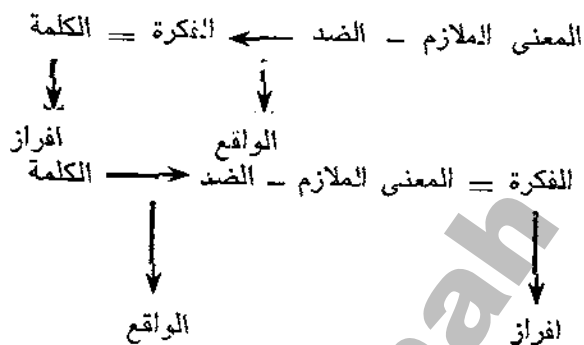 المعنى الملازم – الضد ← الفكرة = الكلمة
الواقع
افراز
الفكرة = المعنى الملازم – الضد ← الكلمة
افراز
الواقع